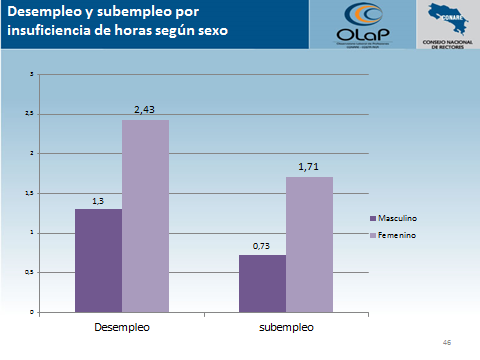 Desempleo y subempleo por
insuficiencia de horas según sexo
OLaP
CONARE
CONSEJO NACIONAL
DE RECTORES
3
2,5
2
1,5
1
0,5
0
2,43
1,3
1,71
0,73
Desempleo
subempleo
Masculino
Femenino
46